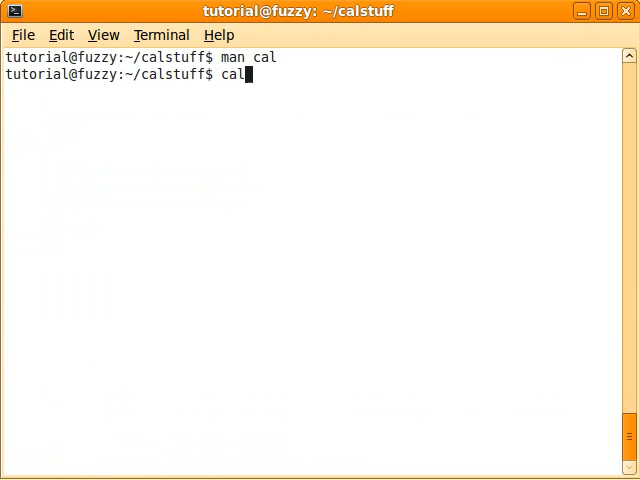 tutorial@fuzzy: ~/calstuff
File Edit View Terminal Help
tutorial@fuzzy:~/calstuff$ man cal
tutorial@fuzzy:~/calstuff$ cal